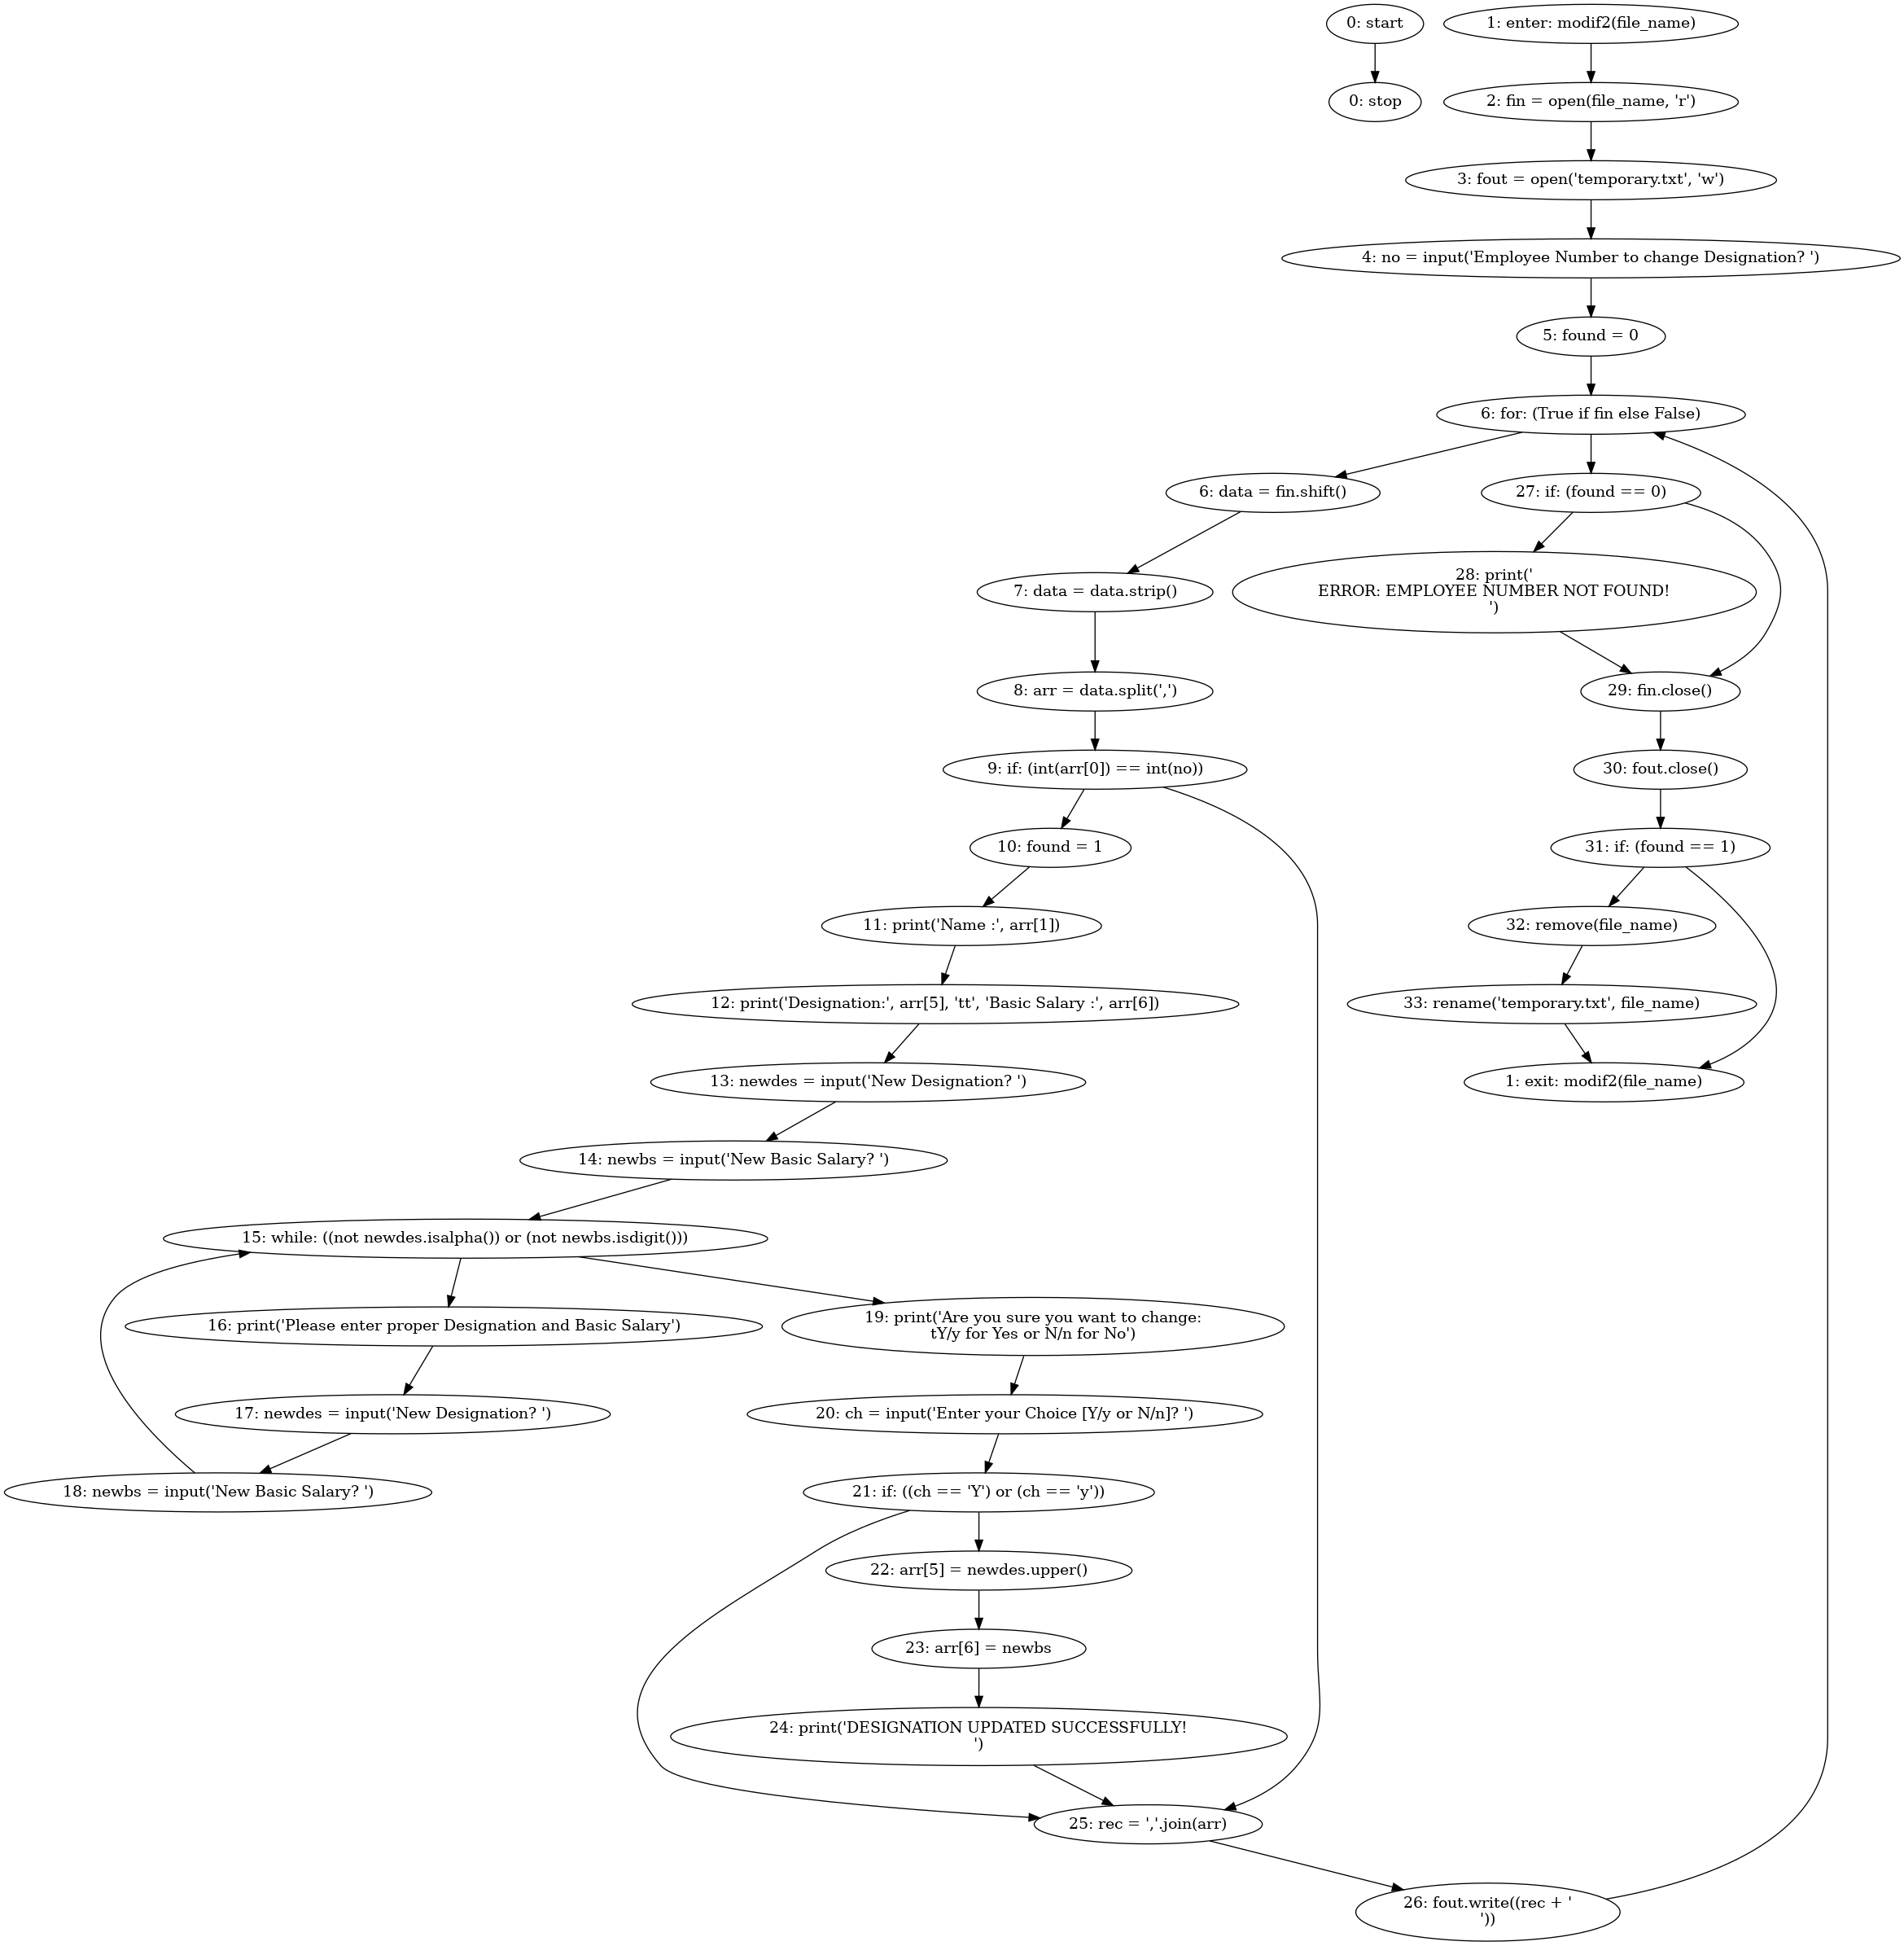 0: start
0: stop
1: enter: modif2(file_name)
2: fin = open(file_name, 'r')
3: fout = open('temporary.txt', 'w')
4: no = input('Employee Number to change Designation? ')
5: found = 0
6: for: (True if fin else False)
6: data = fin.shift()
7: data = data.strip()
8: arr = data.split(',')
9: if: (int(arr[0]) == int(no))
10: found = 1
11: print('Name :', arr[1])
12: print('Designation:', arr[5], 'tt', 'Basic Salary :', arr[6])
13: newdes = input('New Designation? ')
14: newbs = input('New Basic Salary? ')
15: while: ((not newdes.isalpha()) or (not newbs.isdigit()))
16: print('Please enter proper Designation and Basic Salary')
17: newdes = input('New Designation? ')
18: newbs = input('New Basic Salary? ')
19: print('Are you sure you want to change:
tY/y for Yes or N/n for No')
20: ch = input('Enter your Choice [Y/y or N/n]? ')
21: if: ((ch == 'Y') or (ch == 'y'))
22: arr[5] = newdes.upper()
23: arr[6] = newbs
24: print('DESIGNATION UPDATED SUCCESSFULLY!
')
25: rec = ','.join(arr)
26: fout.write((rec + '
'))
27: if: (found == 0)
28: print('
ERROR: EMPLOYEE NUMBER NOT FOUND!
')
29: fin.close()
30: fout.close()
31: if: (found == 1)
32: remove(file_name)
33: rename('temporary.txt', file_name)
1: exit: modif2(file_name)